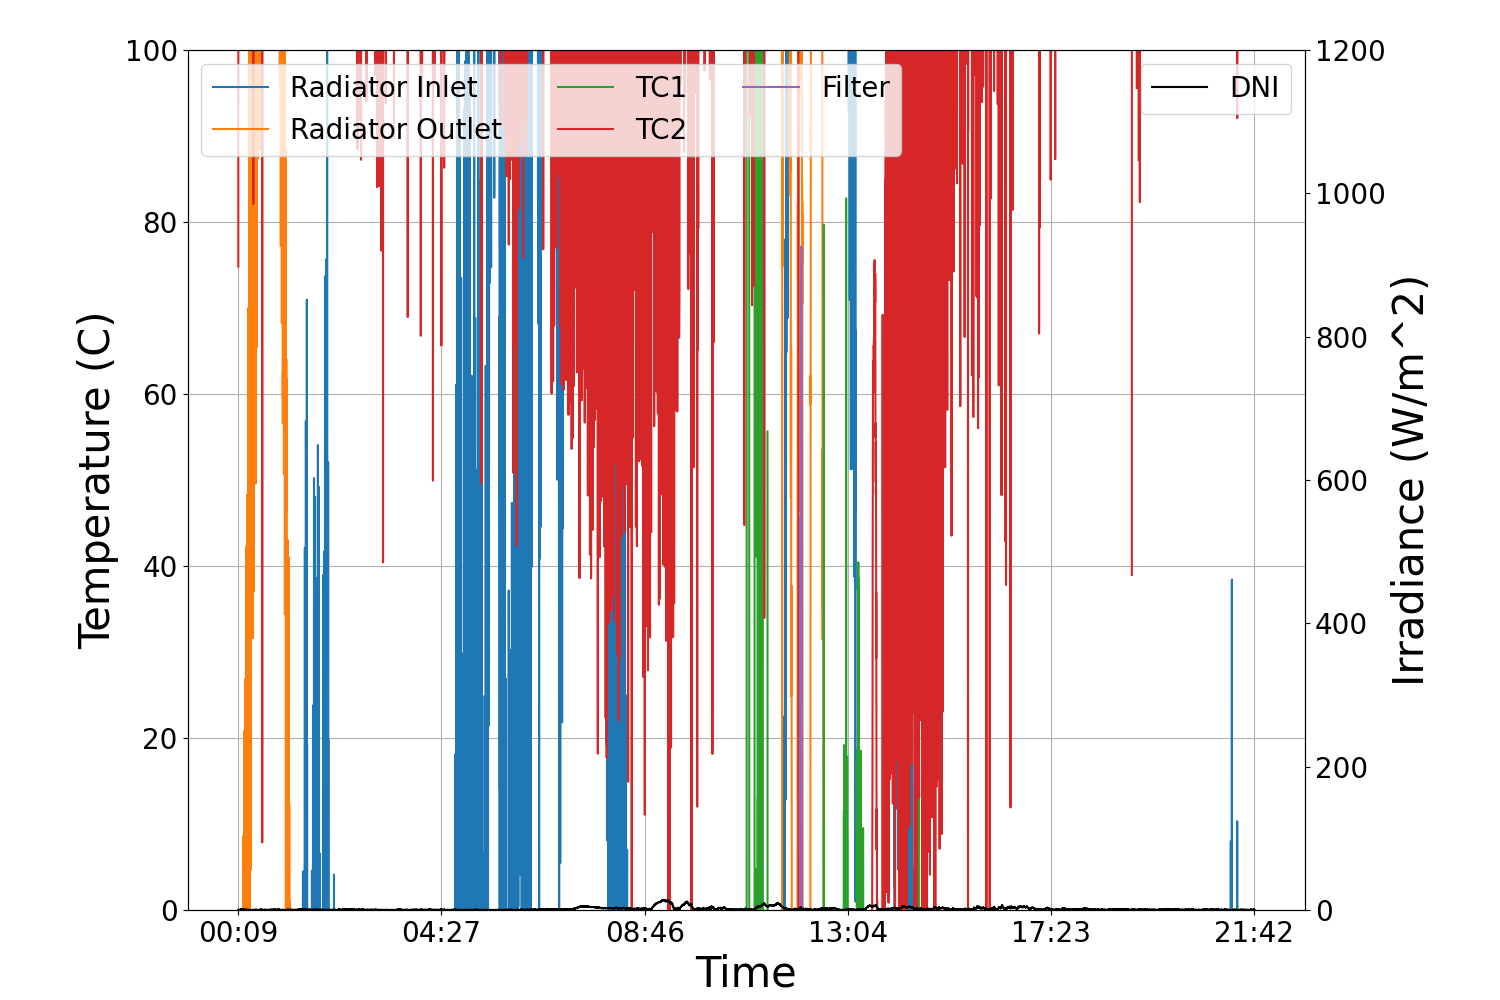 100
80
60
40
20
0
Temperature (C)
Radiator Inlet
Radiator Outlet
TC1
TC2
Filter
DNI
1200
1000
800
600
400
200
0
Irradiance (W/m^2)
00:09
04:27
08:46
13:04
17:23
21:42
Time